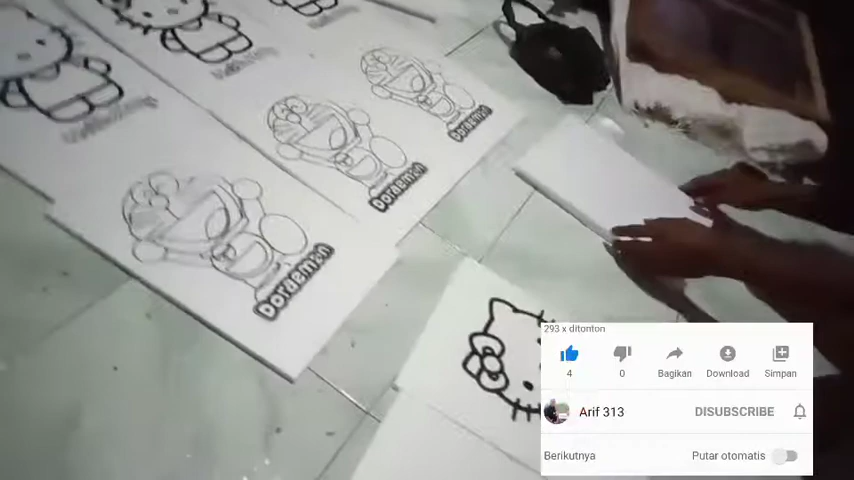 Doraemon
Doraemon
Doraemon
293 x ditonton
4
0
Bagikan
Download
Simpan
Arif 313
DISUBSCRIBE
Berikutnya
Putar otomatis